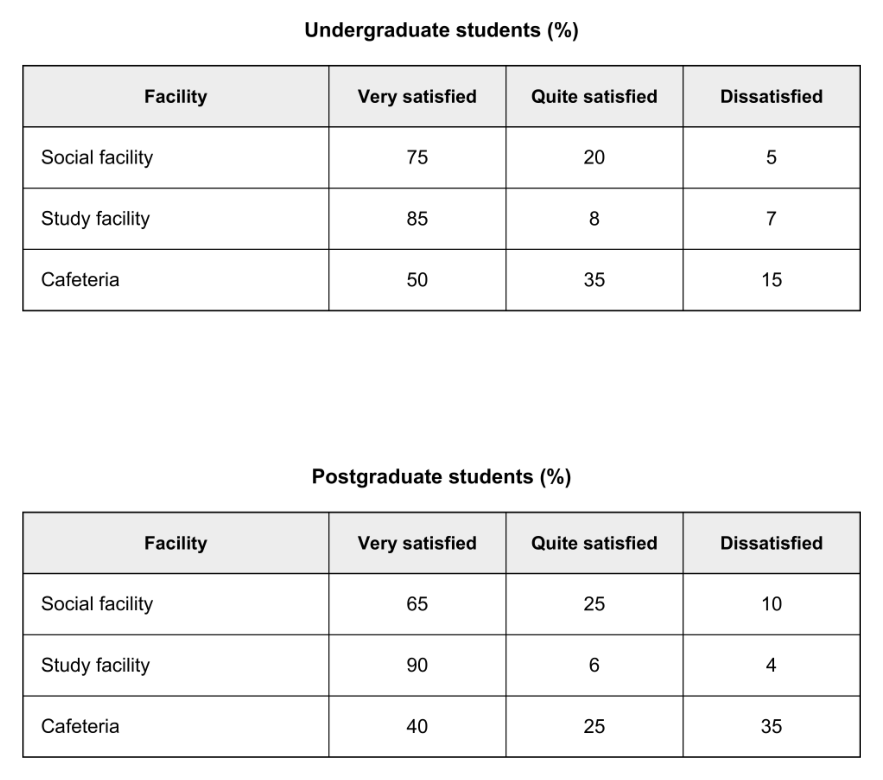 Undergraduate students (%)
Facility Very satisfied Quite satisfied Dissatisfied
Social facility 75 20 5
Study facility 85 8 7
Cafeteria 50 35 15
Postgraduate students (%)
Facility Very satisfied Quite satisfied Dissatisfied
Social facility 65 25 10
Study facility 90 6 4
Cafeteria 40 25 35